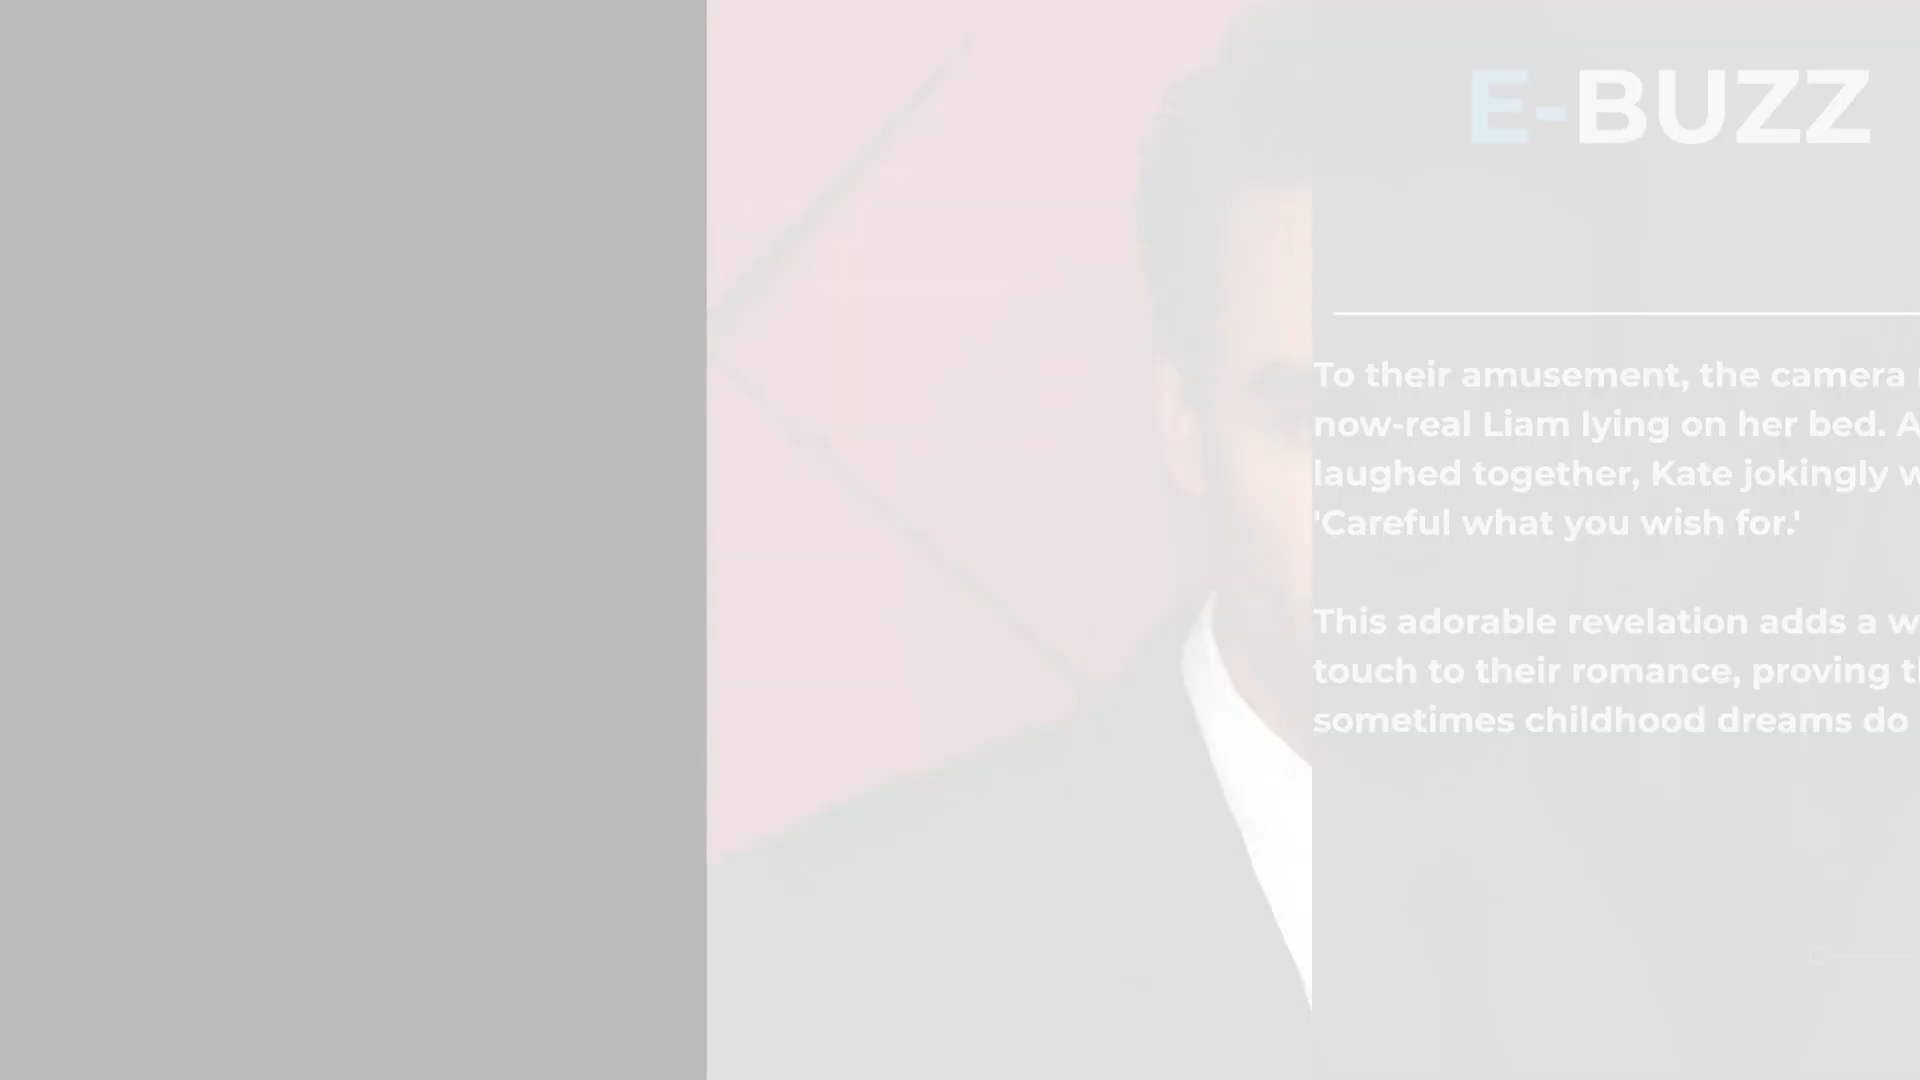 E-BUZZ
To their amusement, the camera
now-real Liam lying on her bed.
laughed together, Kate jokingly
'Careful what you wish for.'
This adorable revelation adds a
touch to their romance, proving
sometimes childhood dreams do